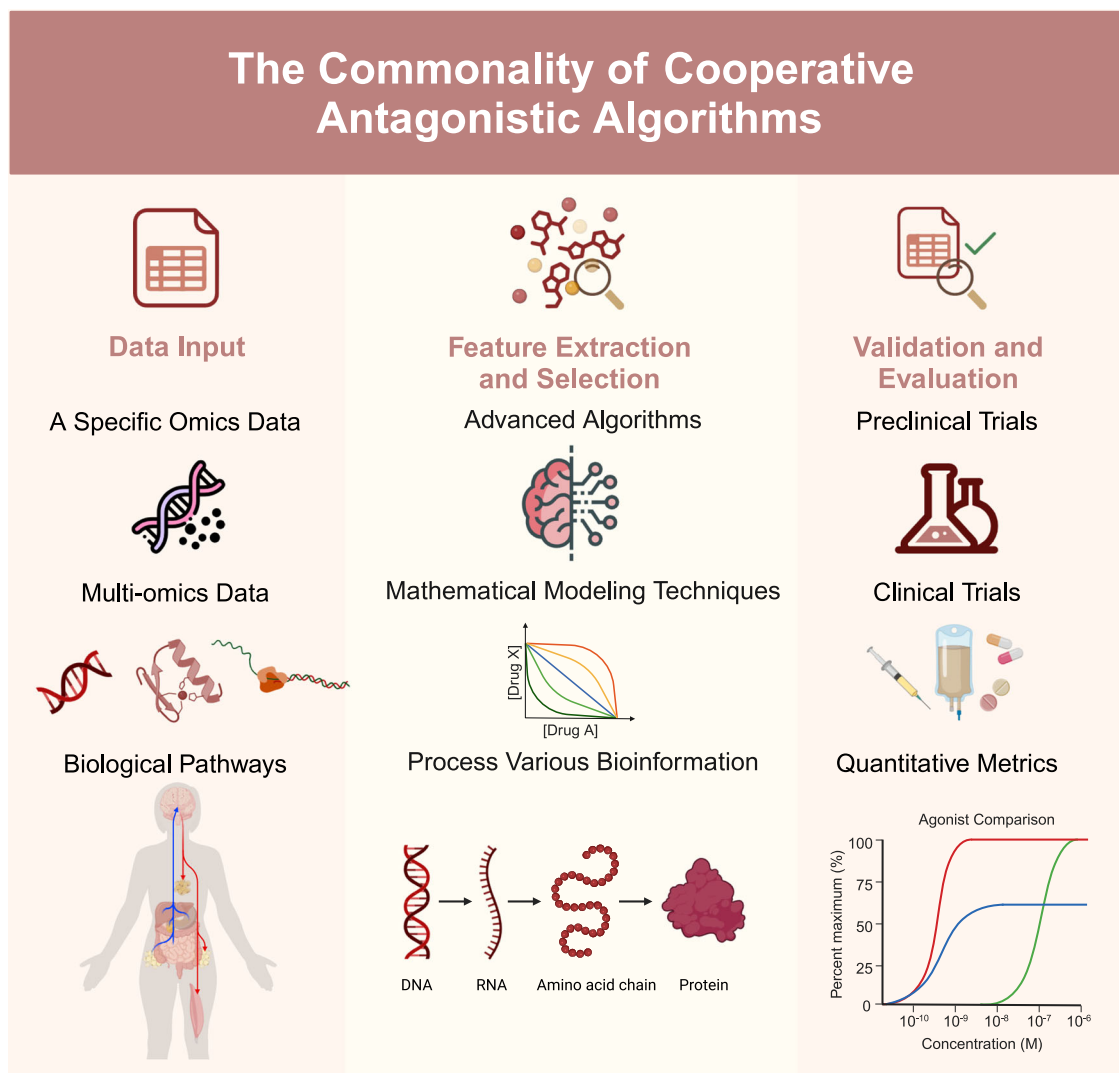 The Commonality of Cooperative
Antagonistic Algorithms
Data Input
A Specific Omics Data
Multi-omics Data
Biological Pathways
Feature Extraction
and Selection
Advanced Algorithms
Mathematical Modeling Techniques
[Drug X]
[Drug A]
Process Various Bioinformation
DNA
RNA
Amino acid chain
Protein
Validation and
Evaluation
Preclinical Trials
Clinical Trials
Quantitative Metrics
Agonist Comparison
Percent maximum (%)
100
75
50
25
0
10⁻¹⁰
10⁻⁹
10⁻⁸
10⁻⁷
10⁻⁶
Concentration (M)